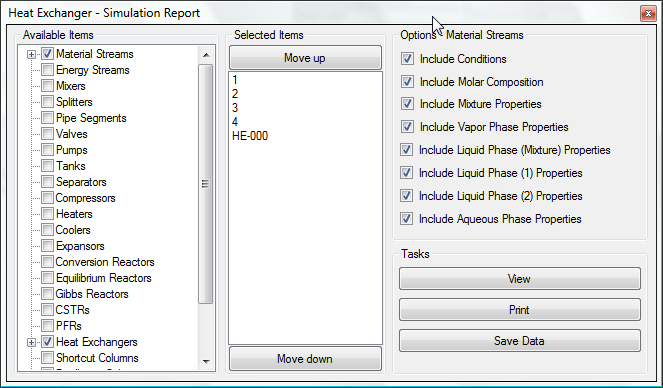 Heat Exchanger - Simulation Report
Available Items
Material Streams
Energy Streams
Mixers
Splitters
Pipe Segments
Valves
Pumps
Tanks
Separators
Compressors
Heaters
Coolers
Expansors
Conversion Reactors
Equilibrium Reactors
Gibbs Reactors
CSTRs
PFRs
Heat Exchangers
Shortcut Columns
Selected Items
Move up
1
2
3
4
HE-000
Move down
Options - Material Streams
Include Conditions
Include Molar Composition
Include Mixture Properties
Include Vapor Phase Properties
Include Liquid Phase (Mixture) Properties
Include Liquid Phase (1) Properties
Include Liquid Phase (2) Properties
Include Aqueous Phase Properties
Tasks
View
Print
Save Data